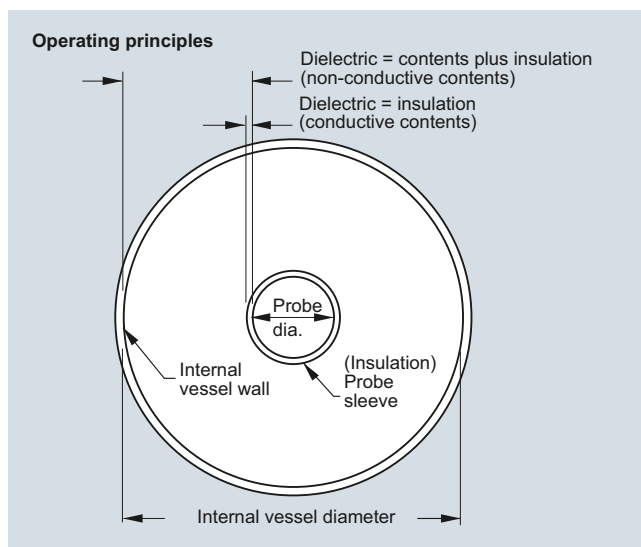 Operating principles
Dielectric = contents plus insulation
(non-conductive contents)
Dielectric = insulation
(conductive contents)
Probe
dia.
Internal
vessel wall
(Insulation)
Probe
sleeve
Internal vessel diameter